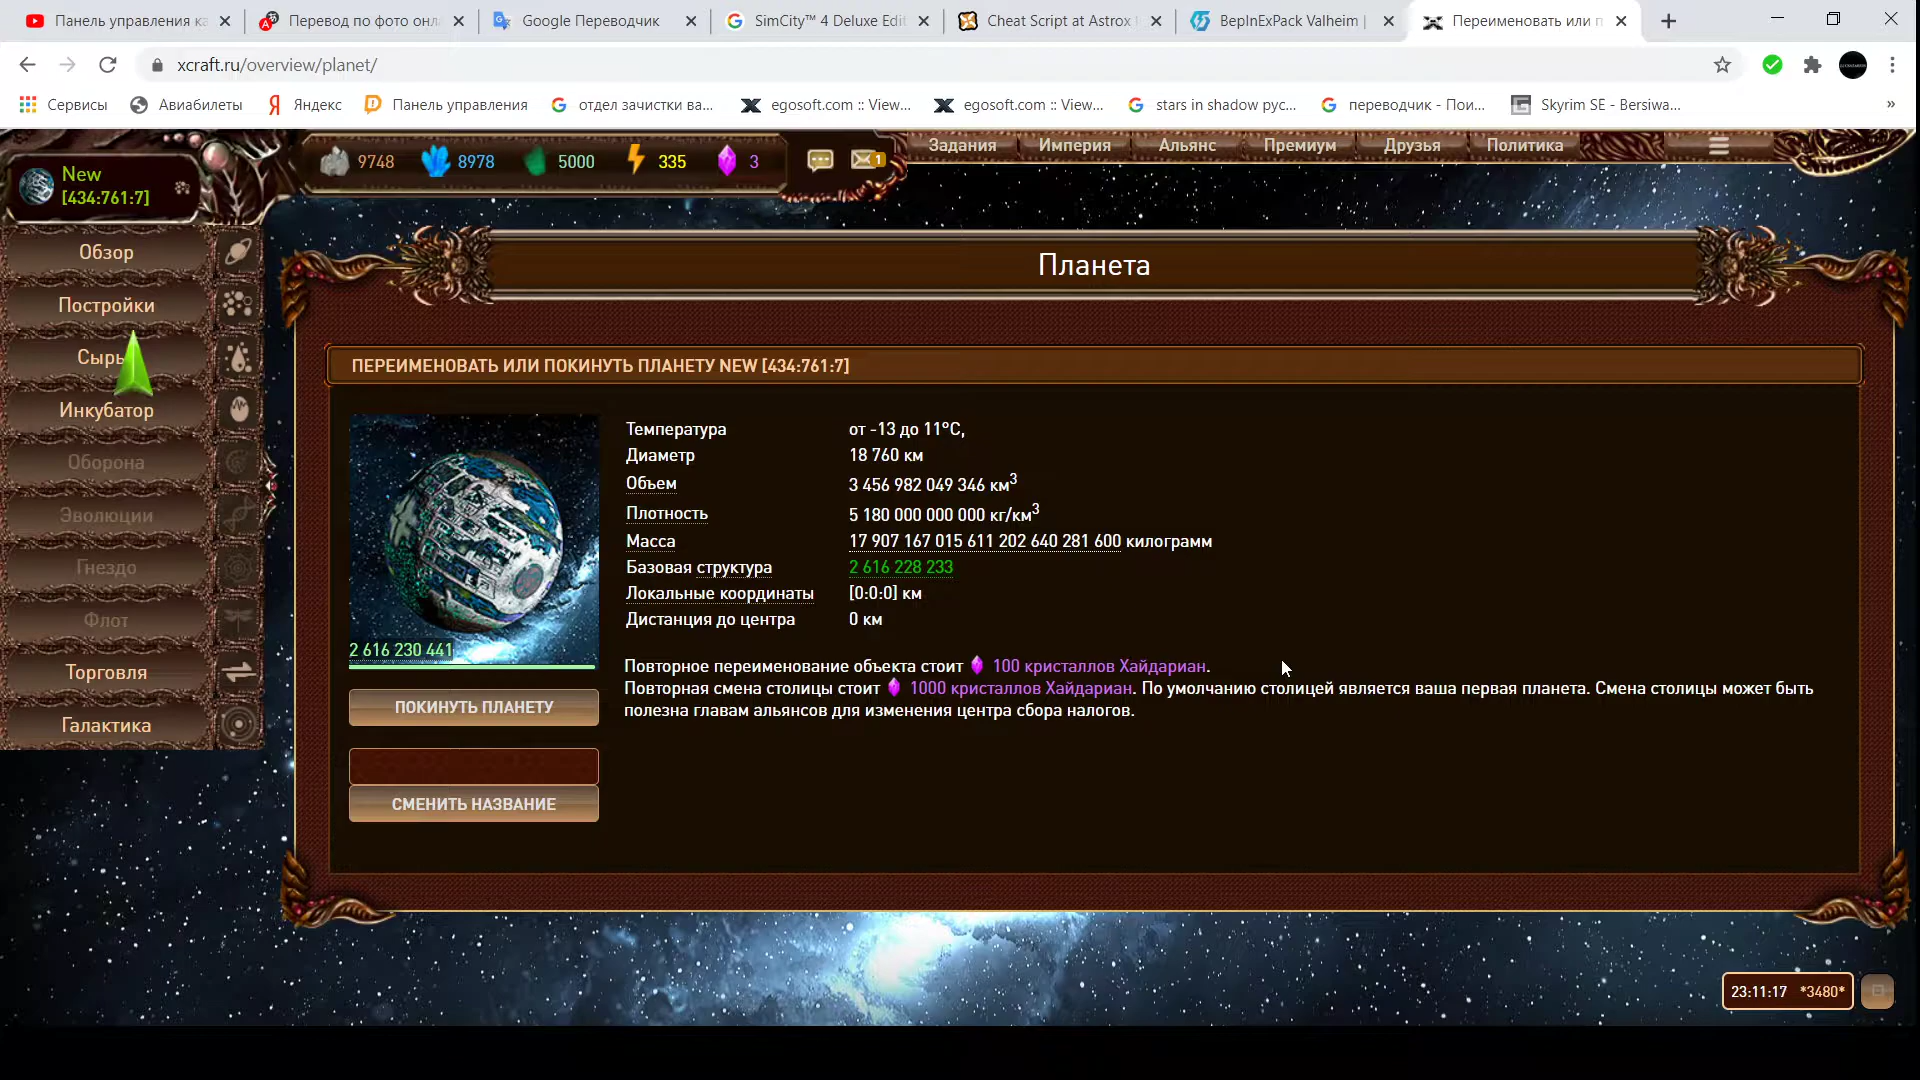 Панель управления ка
Перевод по фото онл
Google Переводчик
SimCity™ 4 Deluxe Edit
Cheat Script at Astrox
BepInExPack Valheim |
Переименовать или п
xcraft.ru/overview/planet/
Сервисы
Авиабилеты
Яндекс
Панель управления
отдел зачистки ва...
egosoft.com :: View...
egosoft.com :: View...
stars in shadow рус...
переводчик - Пои...
Skyrim SE - Bersiwa...
»
New
[434:761:7]
9748
8978
5000
335
3
1
Задания
Империя
Альянс
Премиум
Друзья
Политика
Обзор
Постройки
Сырь
Инкубатор
Оборона
Эволюции
Гнездо
Флот
Торговля
Галактика
Планета
ПЕРЕИМЕНОВАТЬ ИЛИ ПОКИНУТЬ ПЛАНЕТУ NEW [434:761:7]
Температура от -13 до 11°C,
Диаметр 18 760 км
Объем 3 456 982 049 346 км³
Плотность 5 180 000 000 000 кг/км³
Масса 17 907 167 015 611 202 640 281 600 килограмм
Базовая структура 2 616 228 233
Локальные координаты [0:0:0] км
Дистанция до центра 0 км
2 616 230 441
Повторное переименование объекта стоит 100 кристаллов Хайдариан.
Повторная смена столицы стоит 1000 кристаллов Хайдариан. По умолчанию столицей является ваша первая планета. Смена столицы может быть
полезна главам альянсов для изменения центра сбора налогов.
ПОКИНУТЬ ПЛАНЕТУ
СМЕНИТЬ НАЗВАНИЕ
23:11:17 *3480*